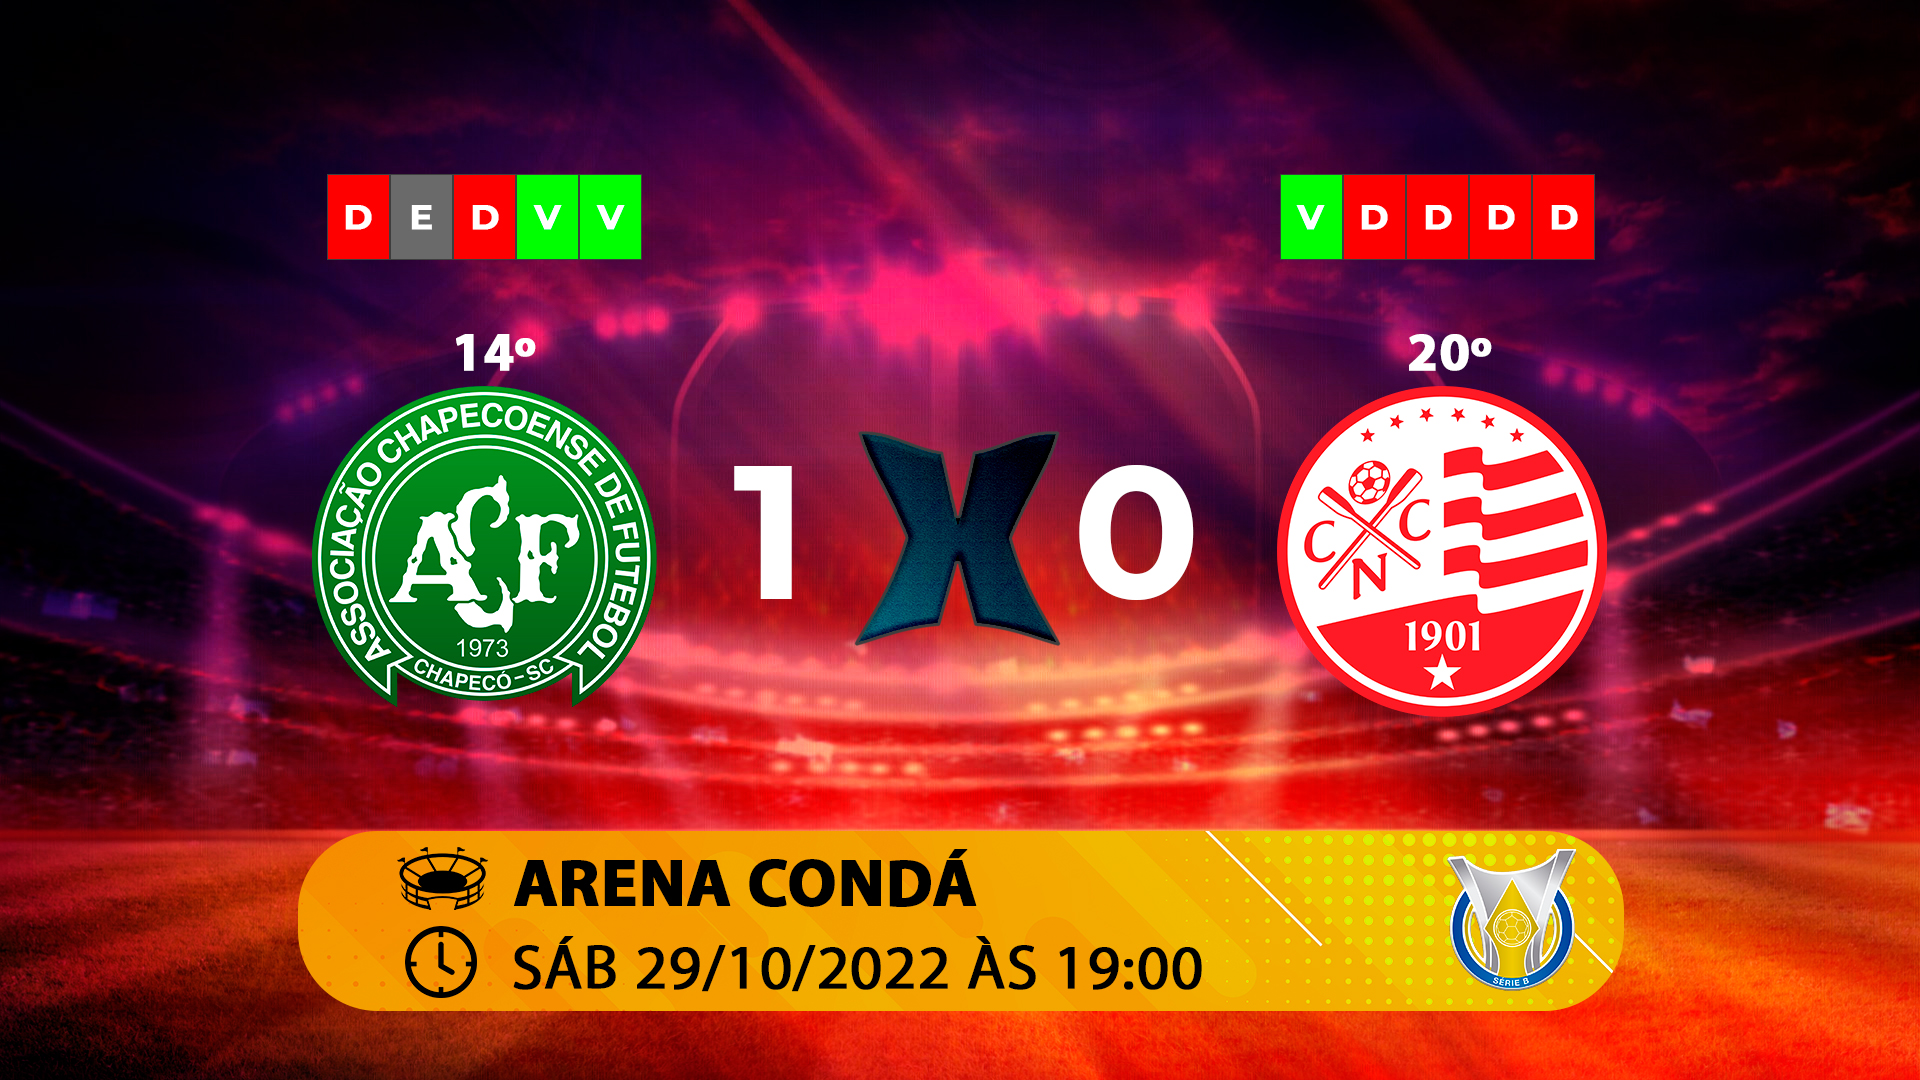 D E D V V
V D D D D
14º
20º
ASSOCIAÇÃO CHAPECOENSE DE FUTEBOL
ACF
1973
CHAPECÓ-SC
1 X 0
C N C
1901
ARENA CONDÁ
SÁB 29/10/2022 ÀS 19:00
SÉRIE B